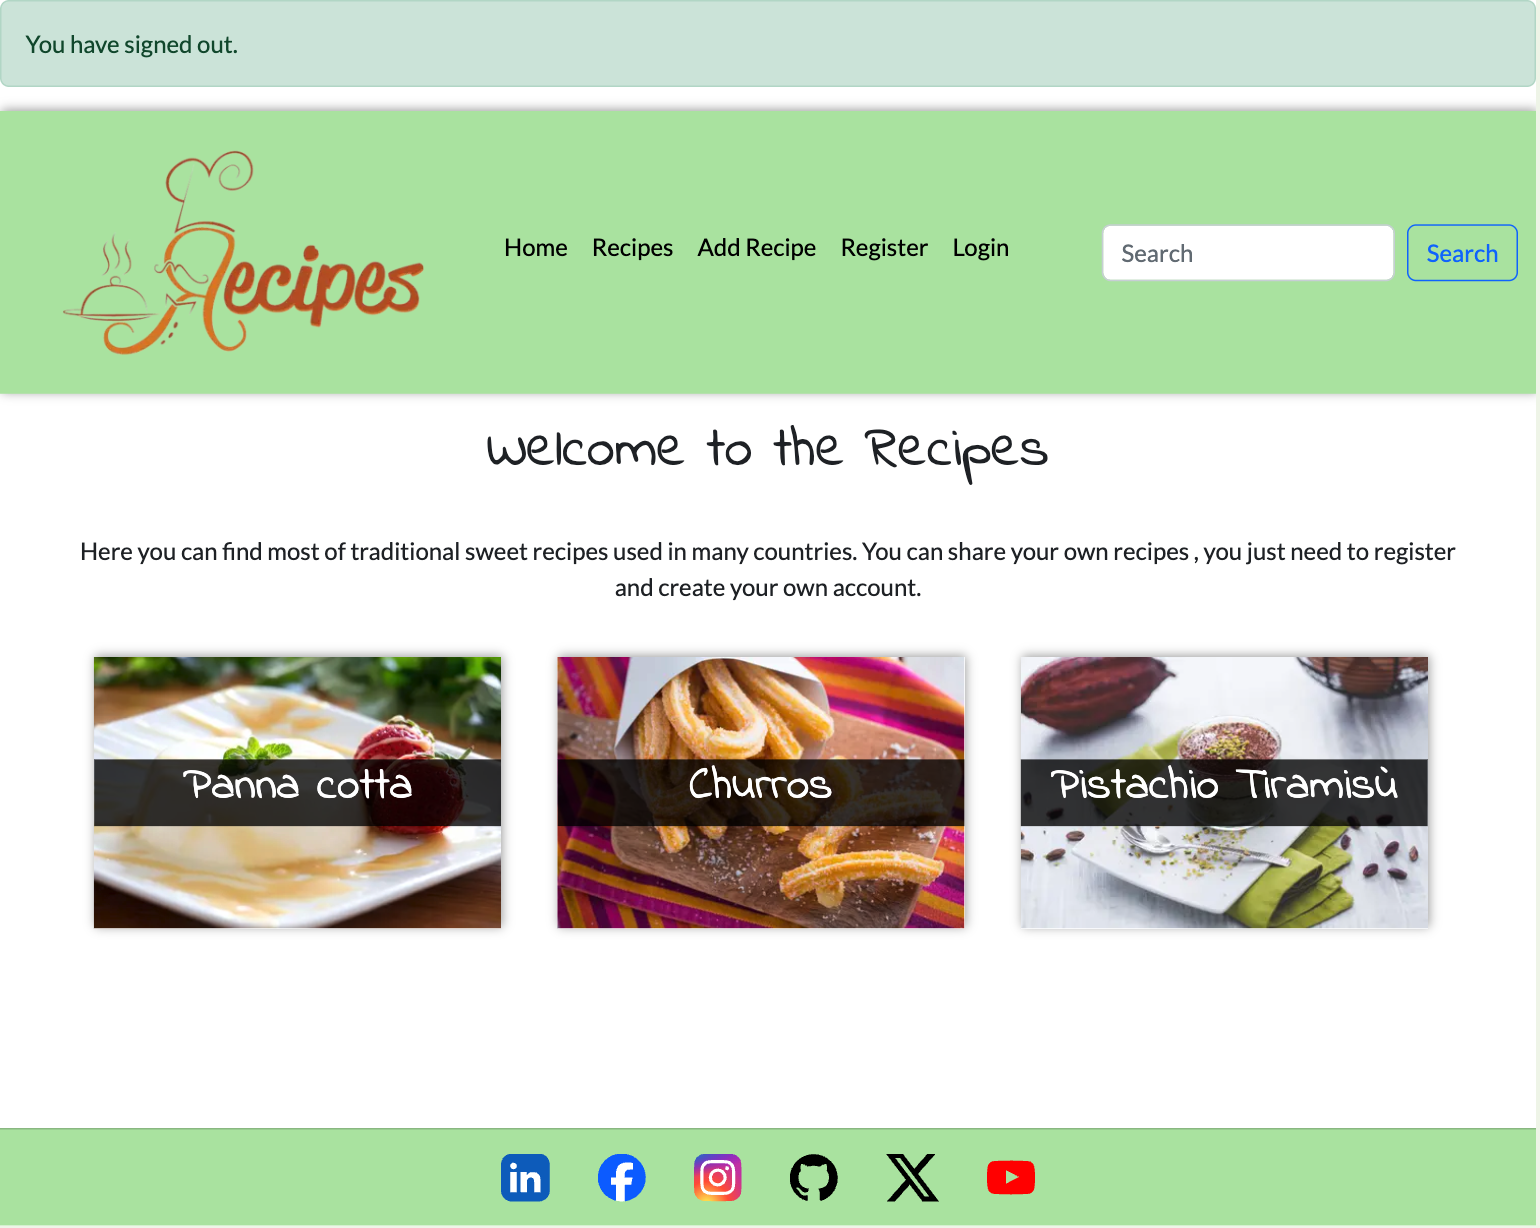 You have signed out.
Recipes
Home Recipes Add Recipe Register Login
Search Search
Welcome to the Recipes
Here you can find most of traditional sweet recipes used in many countries. You can share your own recipes , you just need to register
and create your own account.
Panna cotta Churros Pistachio Tiramisù
in f X